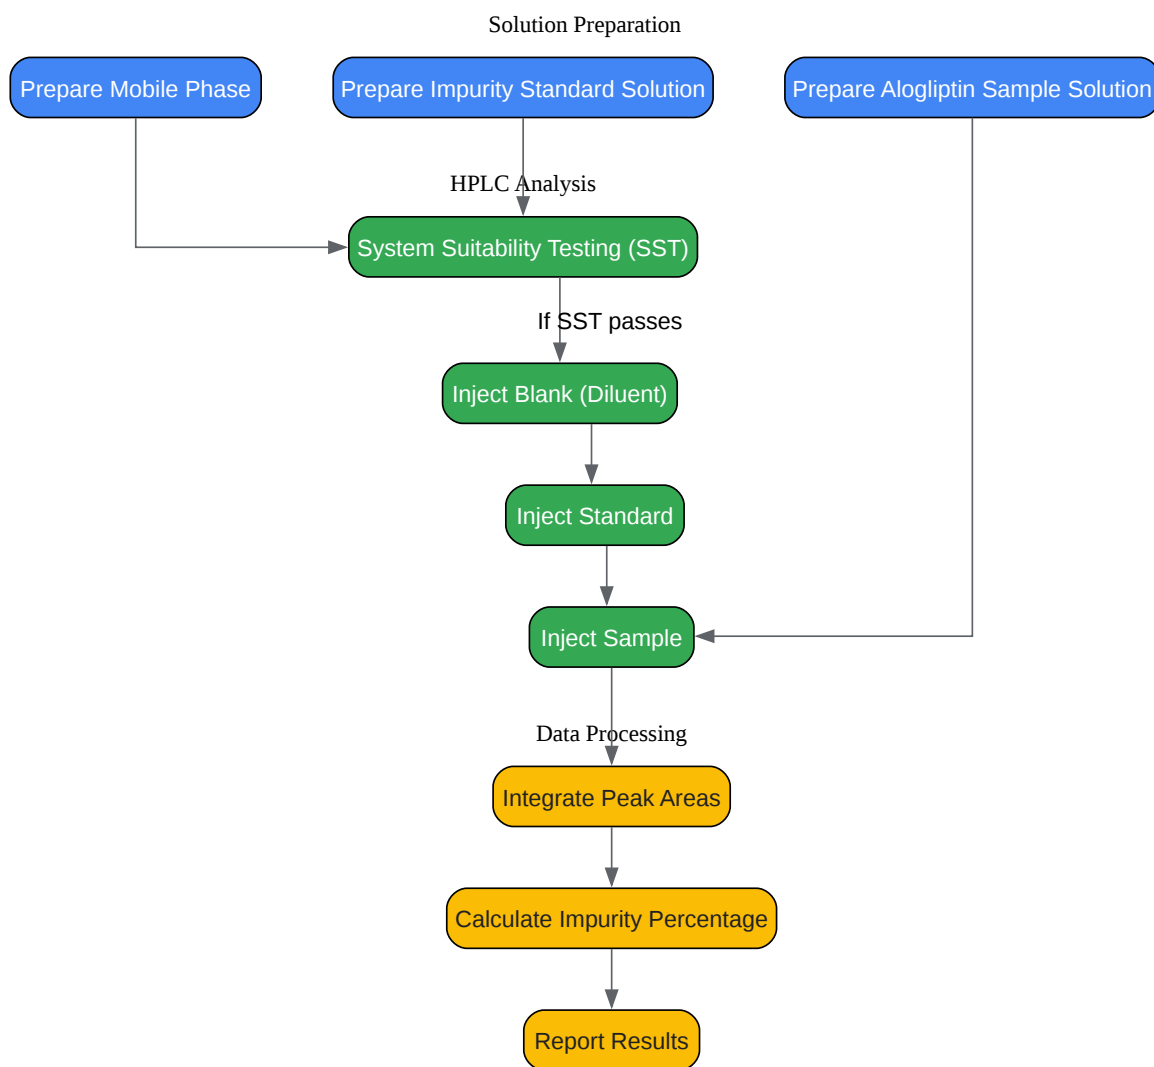 Solution Preparation
Prepare Mobile Phase
Prepare Impurity Standard Solution
Prepare Alogliptin Sample Solution
HPLC Analysis
System Suitability Testing (SST)
If SST passes
Inject Blank (Diluent)
Inject Standard
Inject Sample
Data Processing
Integrate Peak Areas
Calculate Impurity Percentage
Report Results